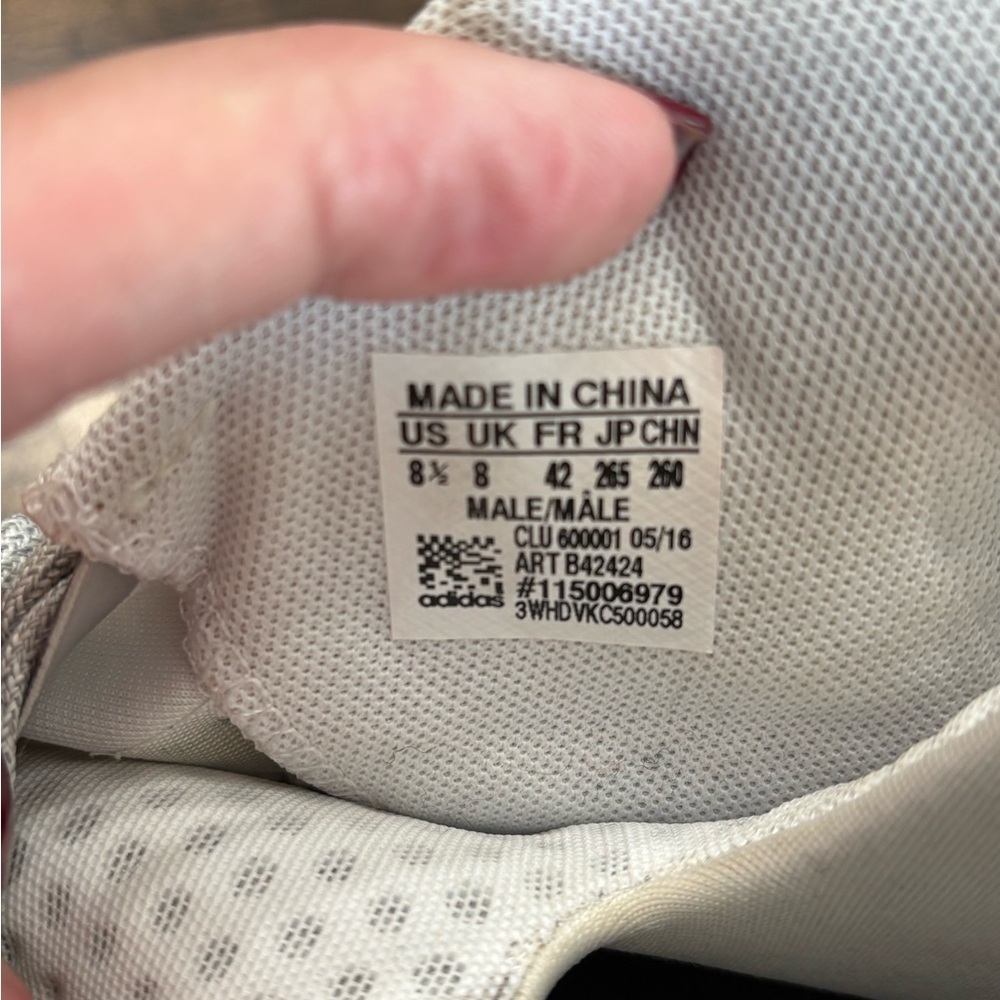 MADE IN CHINA
US UK FR JP CHN
8½ 8 42 265 260
MALE/MÂLE
CLU 600001 05/16
ART B42424
#115006979
adidas
3WHDVKC500058